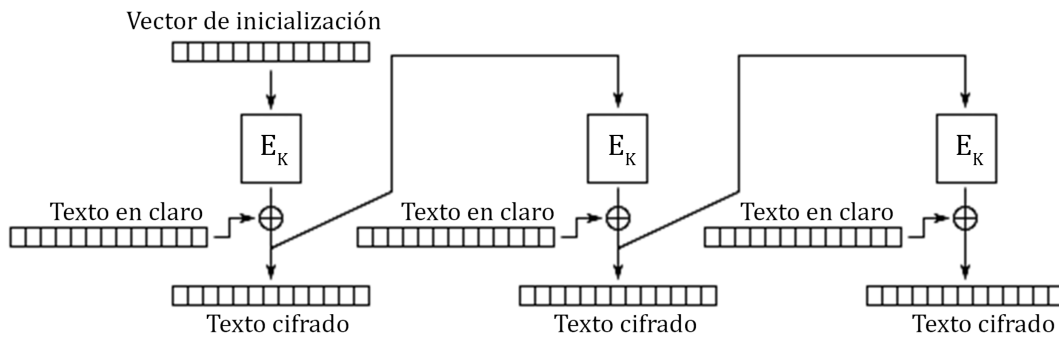 Vector de inicialización
E_K
E_K
E_K
Texto en claro
Texto en claro
Texto en claro
Texto cifrado
Texto cifrado
Texto cifrado